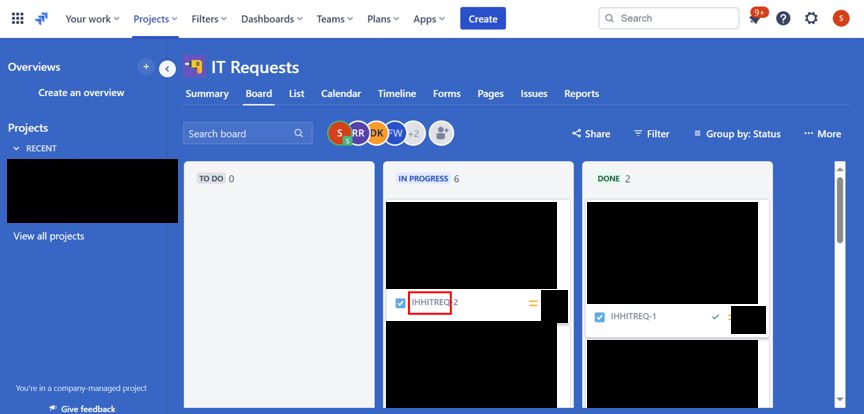 Your work Projects Filters Dashboards Teams Plans Apps Create Search 9+ ? S
Overviews
Create an overview
Projects
RECENT
View all projects
You're in a company-managed project
Give feedback
IT Requests
Summary Board List Calendar Timeline Forms Pages Issues Reports
Search board S S RR DK FW +2 Share Filter Group by: Status More
TO DO 0
IN PROGRESS 6
IHHITREQ-2
DONE 2
IHHITREQ-1